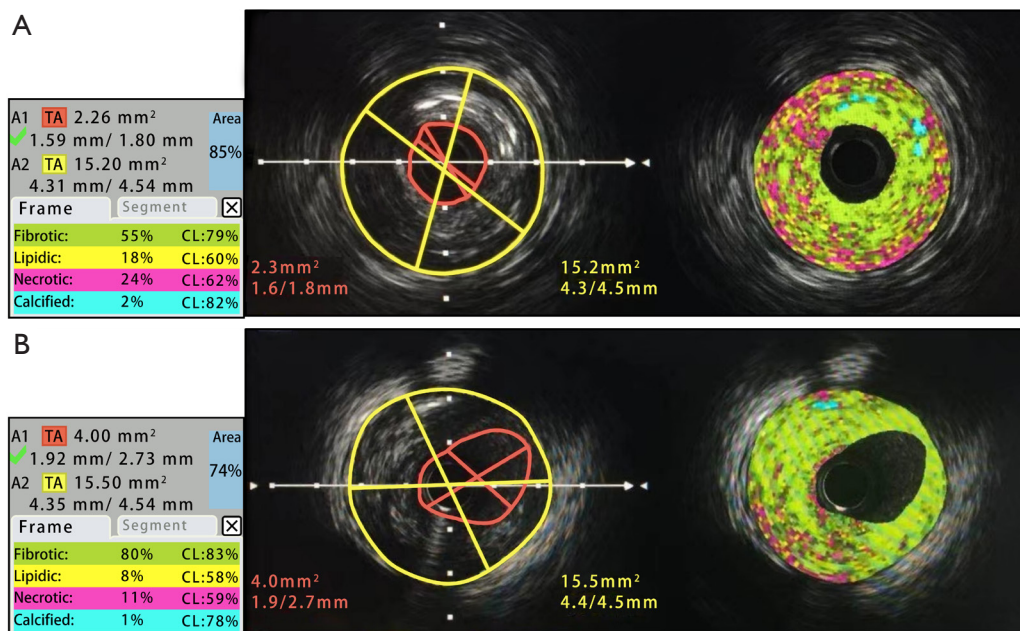 A
A1 TA 2.26 mm²
Area
1.59 mm/ 1.80 mm
85%
A2 TA 15.20 mm²
4.31 mm/ 4.54 mm
Frame Segment
Fibrotic: 55% CL:79%
Lipidic: 18% CL:60%
Necrotic: 24% CL:62%
Calcified: 2% CL:82%
2.3mm²
1.6/1.8mm
15.2mm²
4.3/4.5mm
B
A1 TA 4.00 mm²
Area
1.92 mm/ 2.73 mm
74%
A2 TA 15.50 mm²
4.35 mm/ 4.54 mm
Frame Segment
Fibrotic: 80% CL:83%
Lipidic: 8% CL:58%
Necrotic: 11% CL:59%
Calcified: 1% CL:78%
4.0mm²
1.9/2.7mm
15.5mm²
4.4/4.5mm